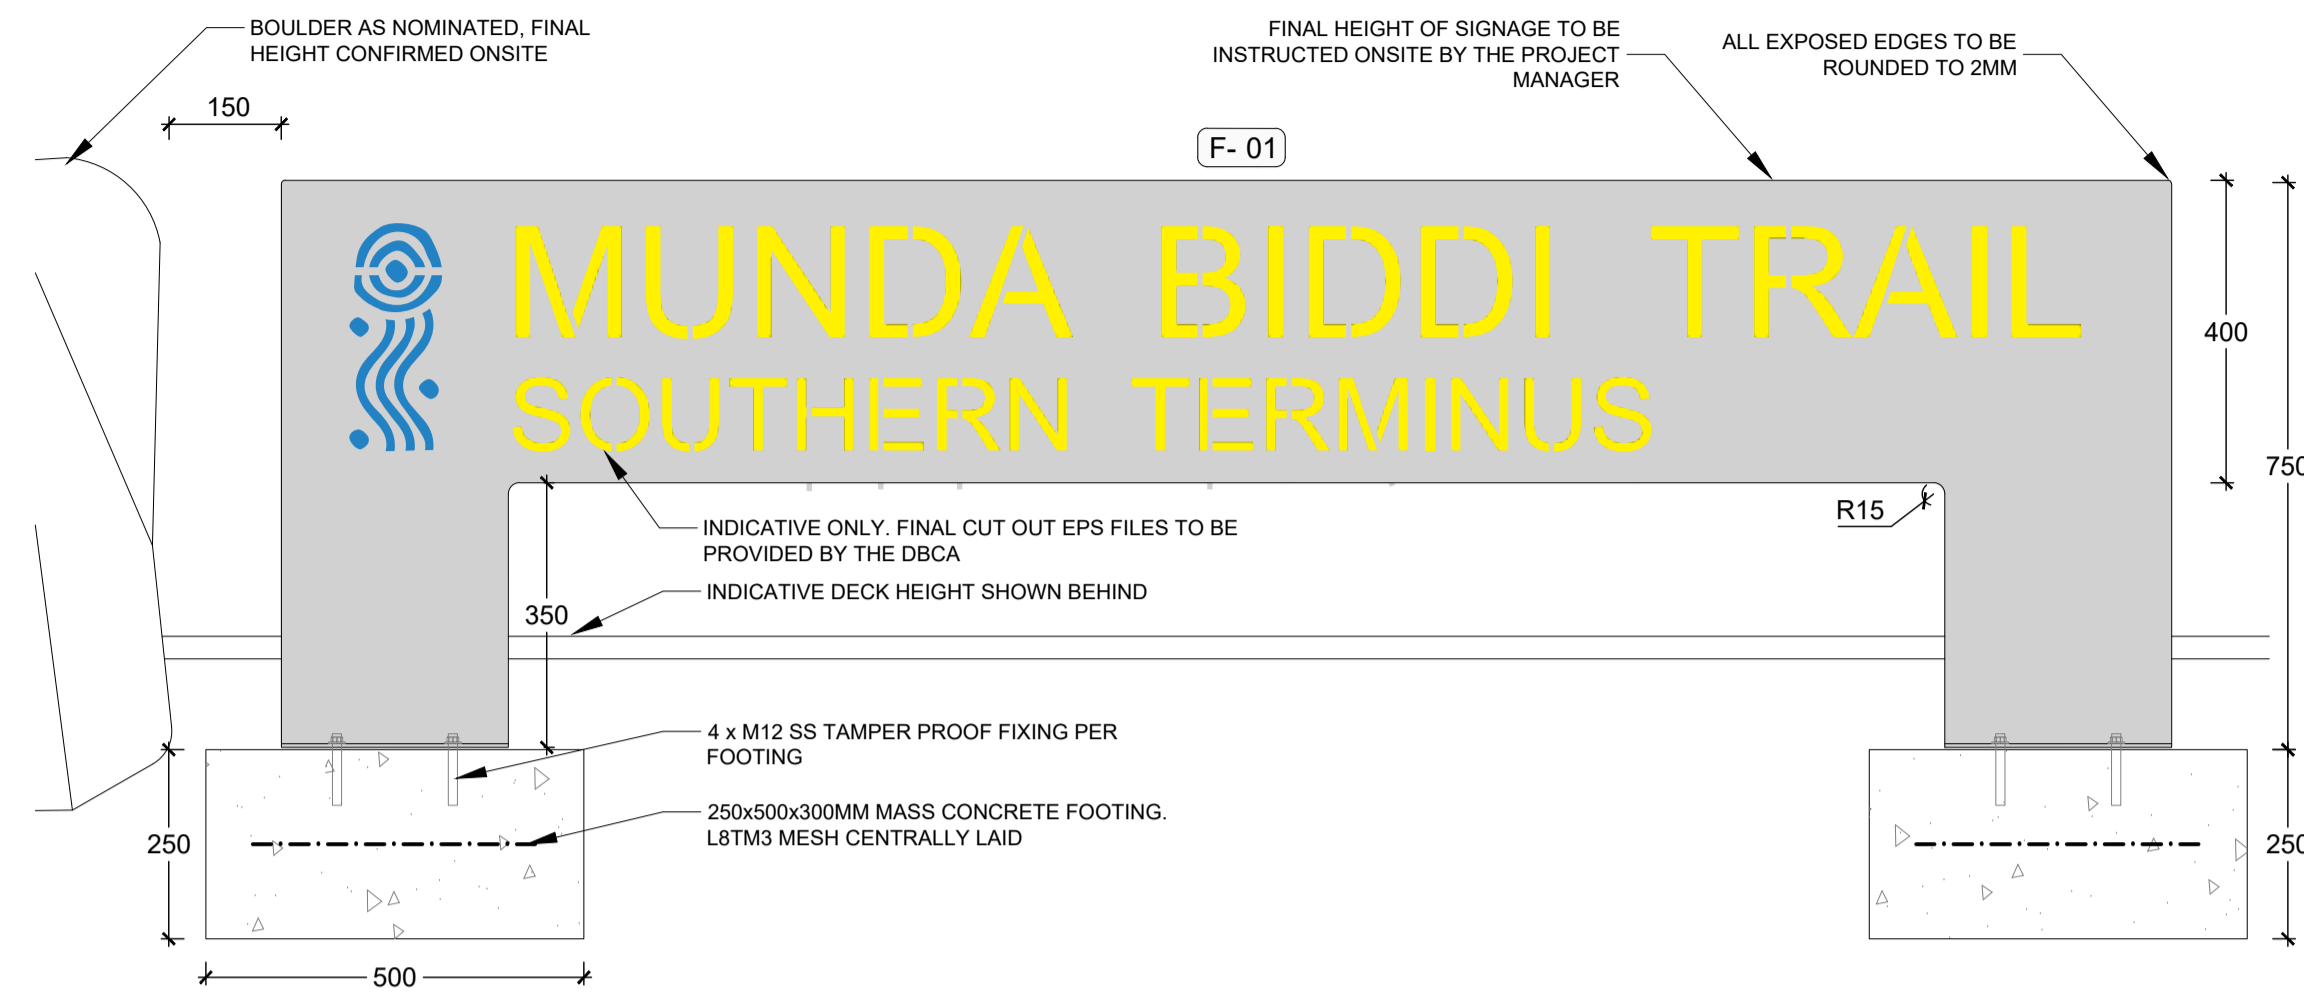 BOULDER AS NOMINATED, FINAL
HEIGHT CONFIRMED ONSITE
FINAL HEIGHT OF SIGNAGE TO BE
INSTRUCTED ONSITE BY THE PROJECT
MANAGER
ALL EXPOSED EDGES TO BE
ROUNDED TO 2MM
150
F- 01
MUNDA BIDDI TRAIL
SOUTHERN TERMINUS
400
750
R15
INDICATIVE ONLY. FINAL CUT OUT EPS FILES TO BE
PROVIDED BY THE DBCA
INDICATIVE DECK HEIGHT SHOWN BEHIND
350
4 x M12 SS TAMPER PROOF FIXING PER
FOOTING
250x500x300MM MASS CONCRETE FOOTING.
L8TM3 MESH CENTRALLY LAID
250
250
500